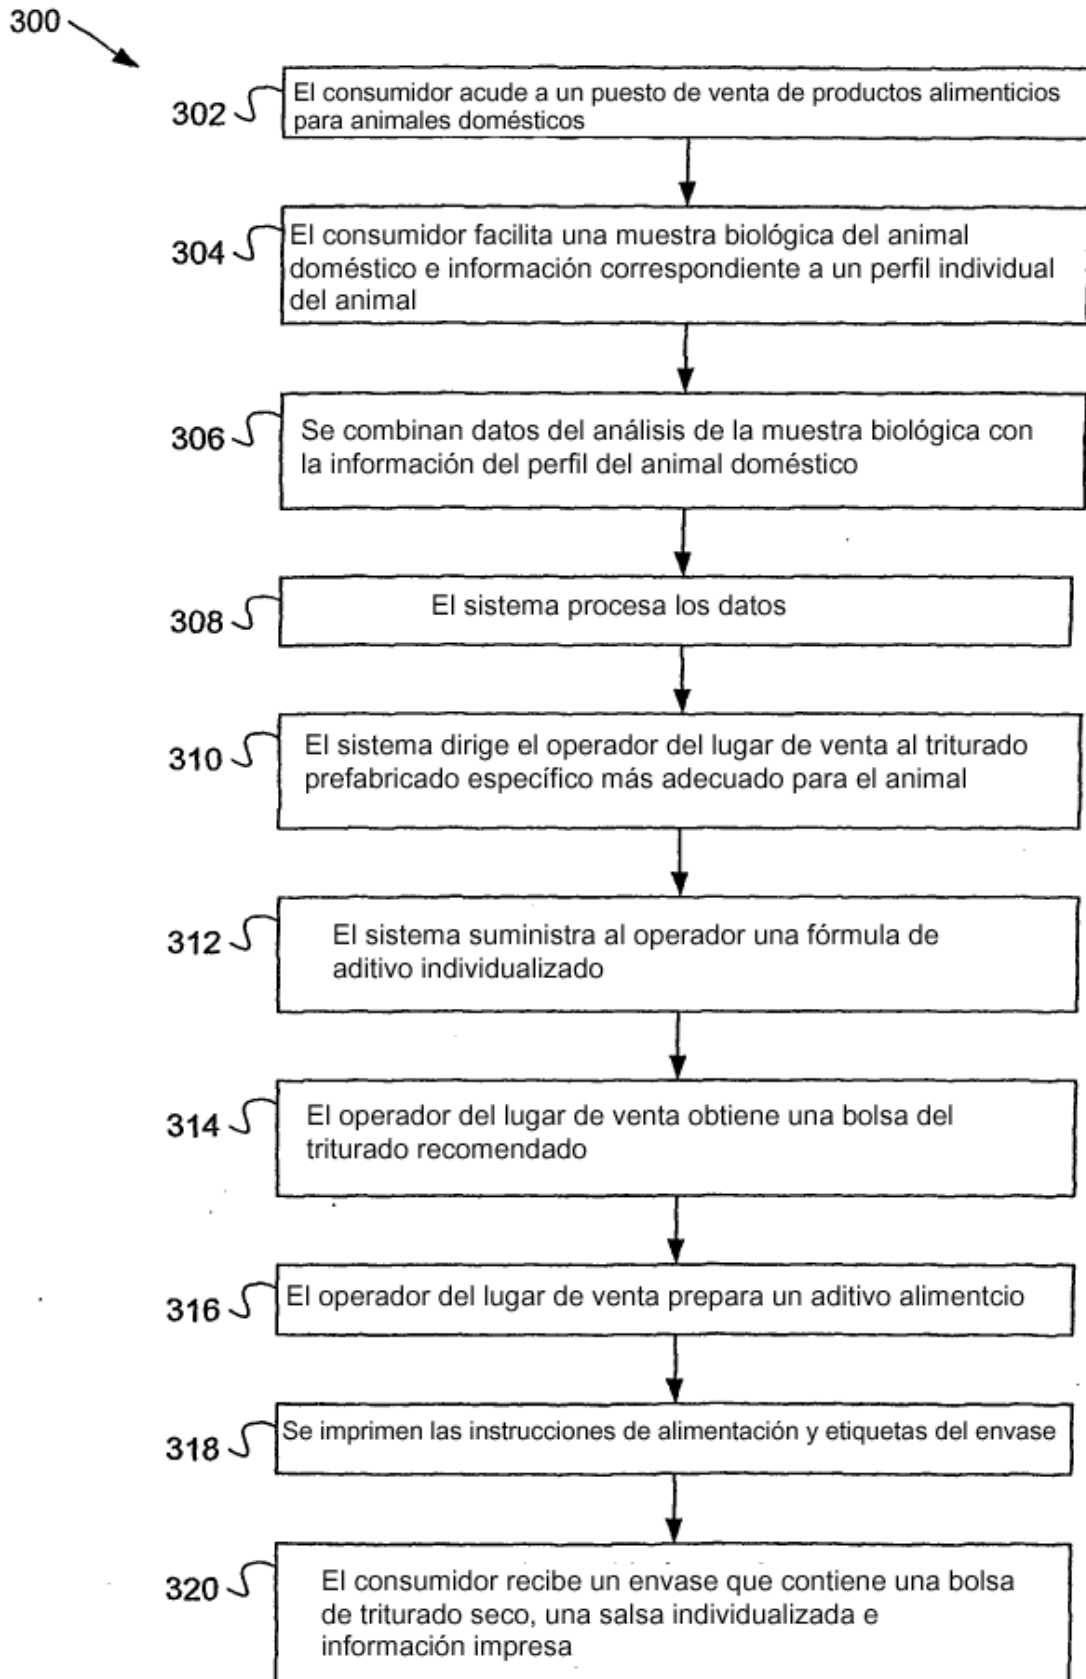 300
302
El consumidor acude a un puesto de venta de productos alimenticios
para animales domésticos
304
El consumidor facilita una muestra biológica del animal
doméstico e información correspondiente a un perfil individual
del animal
306
Se combinan datos del análisis de la muestra biológica con
la información del perfil del animal doméstico
308
El sistema procesa los datos
310
El sistema dirige el operador del lugar de venta al triturado
prefabricado específico más adecuado para el animal
312
El sistema suministra al operador una fórmula de
aditivo individualizado
314
El operador del lugar de venta obtiene una bolsa del
triturado recomendado
316
El operador del lugar de venta prepara un aditivo alimentcio
318
Se imprimen las instrucciones de alimentación y etiquetas del envase
320
El consumidor recibe un envase que contiene una bolsa
de triturado seco, una salsa individualizada e
información impresa